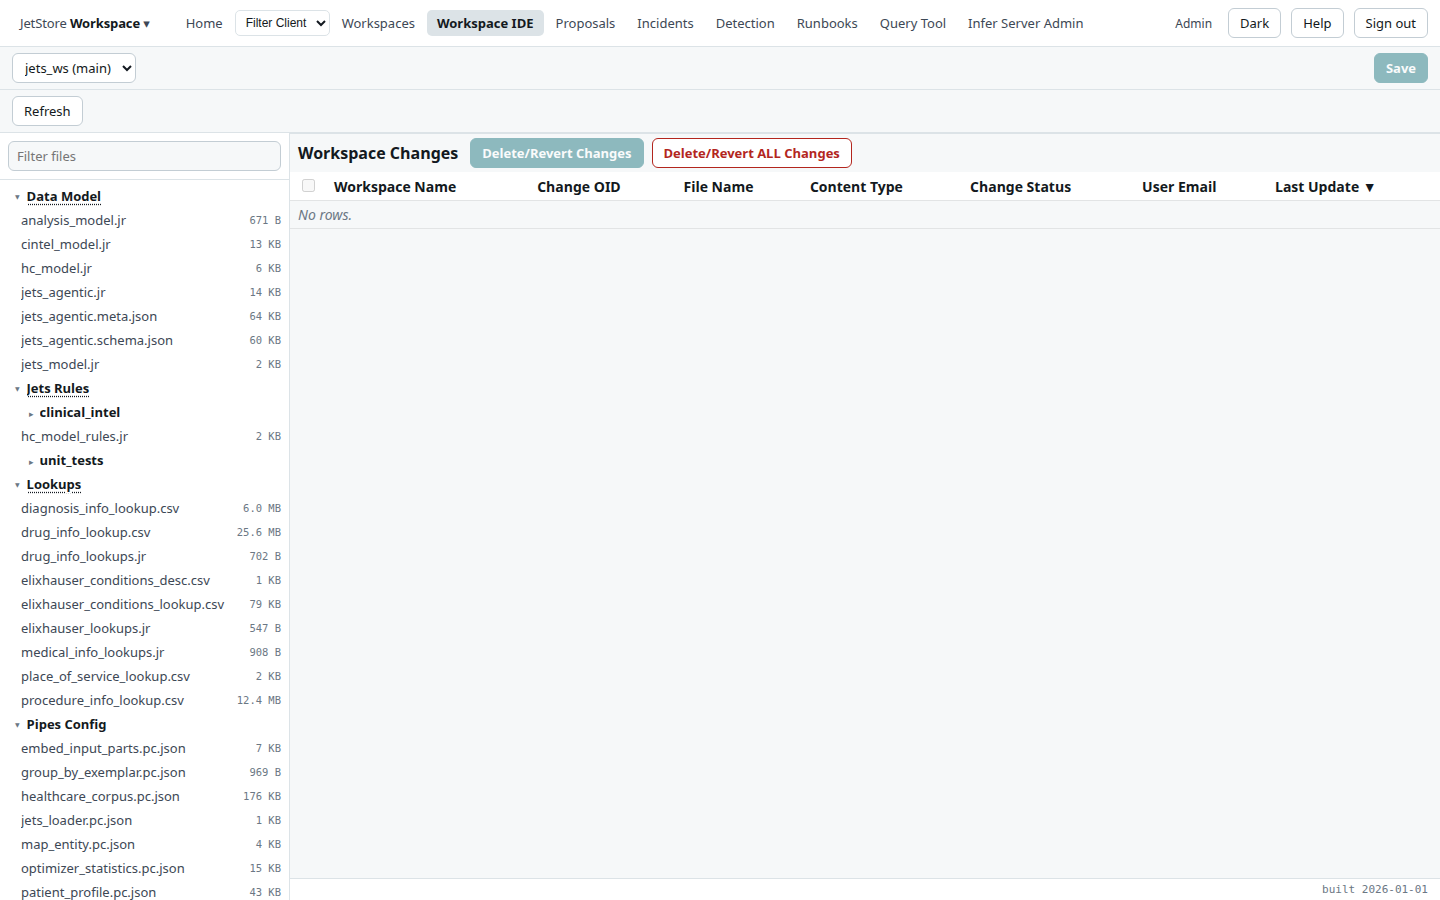 JetStore Workspace ▾ Home Filter Client Workspaces Workspace IDE Proposals Incidents Detection Runbooks Query Tool Infer Server Admin Admin Dark Help Sign out
jets_ws (main) Save
Refresh
Filter files
Workspace Changes Delete/Revert Changes Delete/Revert ALL Changes
Workspace Name Change OID File Name Content Type Change Status User Email Last Update ▼
No rows.
▾ Data Model
analysis_model.jr 671 B
cintel_model.jr 13 KB
hc_model.jr 6 KB
jets_agentic.jr 14 KB
jets_agentic.meta.json 64 KB
jets_agentic.schema.json 60 KB
jets_model.jr 2 KB
▾ Jets Rules
▸ clinical_intel
hc_model_rules.jr 2 KB
▸ unit_tests
▾ Lookups
diagnosis_info_lookup.csv 6.0 MB
drug_info_lookup.csv 25.6 MB
drug_info_lookups.jr 702 B
elixhauser_conditions_desc.csv 1 KB
elixhauser_conditions_lookup.csv 79 KB
elixhauser_lookups.jr 547 B
medical_info_lookups.jr 908 B
place_of_service_lookup.csv 2 KB
procedure_info_lookup.csv 12.4 MB
▾ Pipes Config
embed_input_parts.pc.json 7 KB
group_by_exemplar.pc.json 969 B
healthcare_corpus.pc.json 176 KB
jets_loader.pc.json 1 KB
map_entity.pc.json 4 KB
optimizer_statistics.pc.json 15 KB
patient_profile.pc.json 43 KB
built 2026-01-01